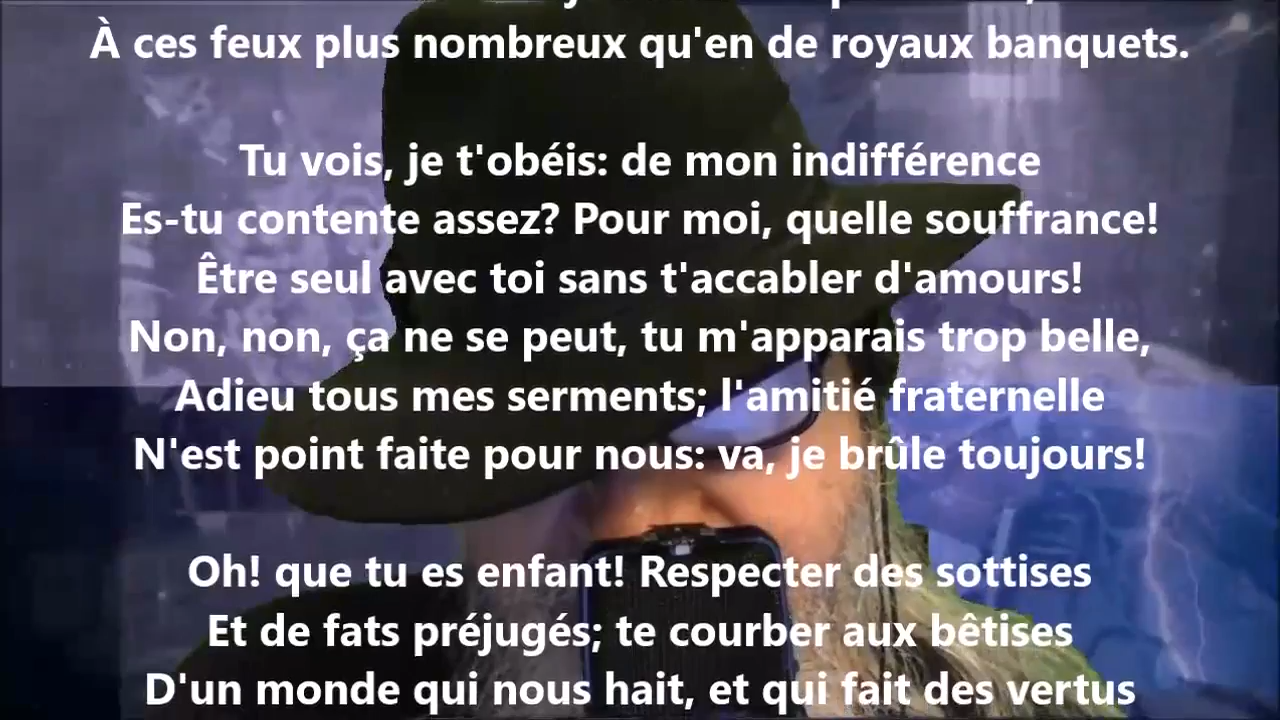 À ces feux plus nombreux qu'en de royaux banquets.
Tu vois, je t'obéis: de mon indifférence
Es-tu contente assez? Pour moi, quelle souffrance!
Être seul avec toi sans t'accabler d'amours!
Non, non, ça ne se peut, tu m'apparais trop belle,
Adieu tous mes serments; l'amitié fraternelle
N'est point faite pour nous: va, je brûle toujours!
Oh! que tu es enfant! Respecter des sottises
Et de fats préjugés; te courber aux bêtises
D'un monde qui nous hait, et qui fait des vertus